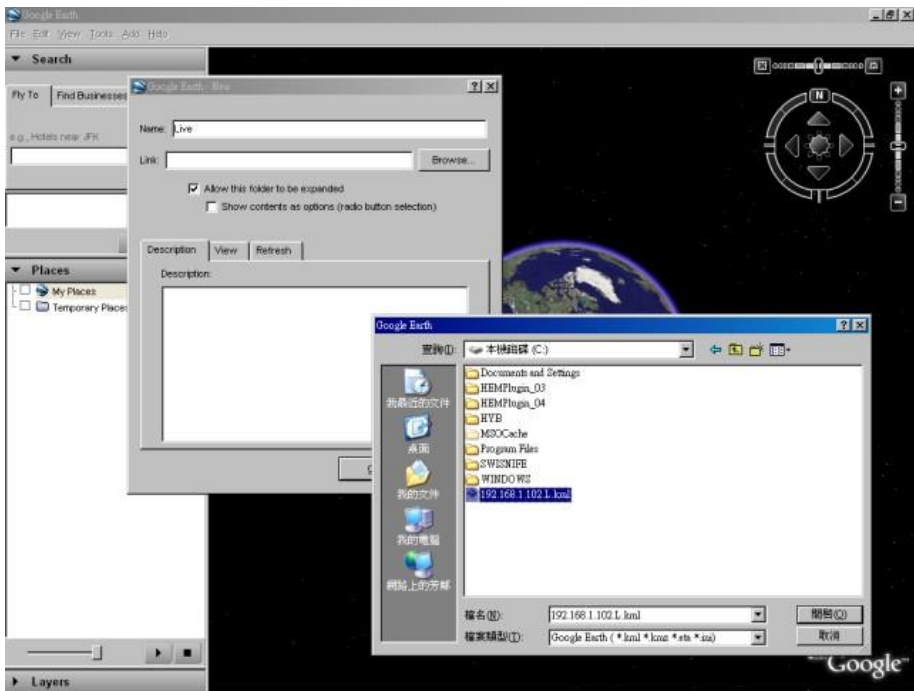 Google Earth
File Edit View Tools Add Help
Search
Fly To
Find Businesses
e.g., Hotels near JFK
Places
My Places
Temporary Places
Layers
Google Earth - New
Name: Live
Link:
Browse...
Allow this folder to be expanded
Show contents as options (radio button selection)
Description
View
Refresh
Description:
N
Google Earth
查詢(I):
本機磁碟 (C:)
我最近的文件
桌面
我的文件
我的電腦
網路上的芳鄰
Documents and Settings
HEMPlugin_03
HEMPlugin_04
HYB
MSOCache
Program Files
SWISNIFE
WINDOWS
192.168.1.102.L.kml
檔名(N):
192.168.1.102.L.kml
開啟(O)
檔案類型(T):
Google Earth ( *.kml *.kmz *.eta *.ini)
取消
Google